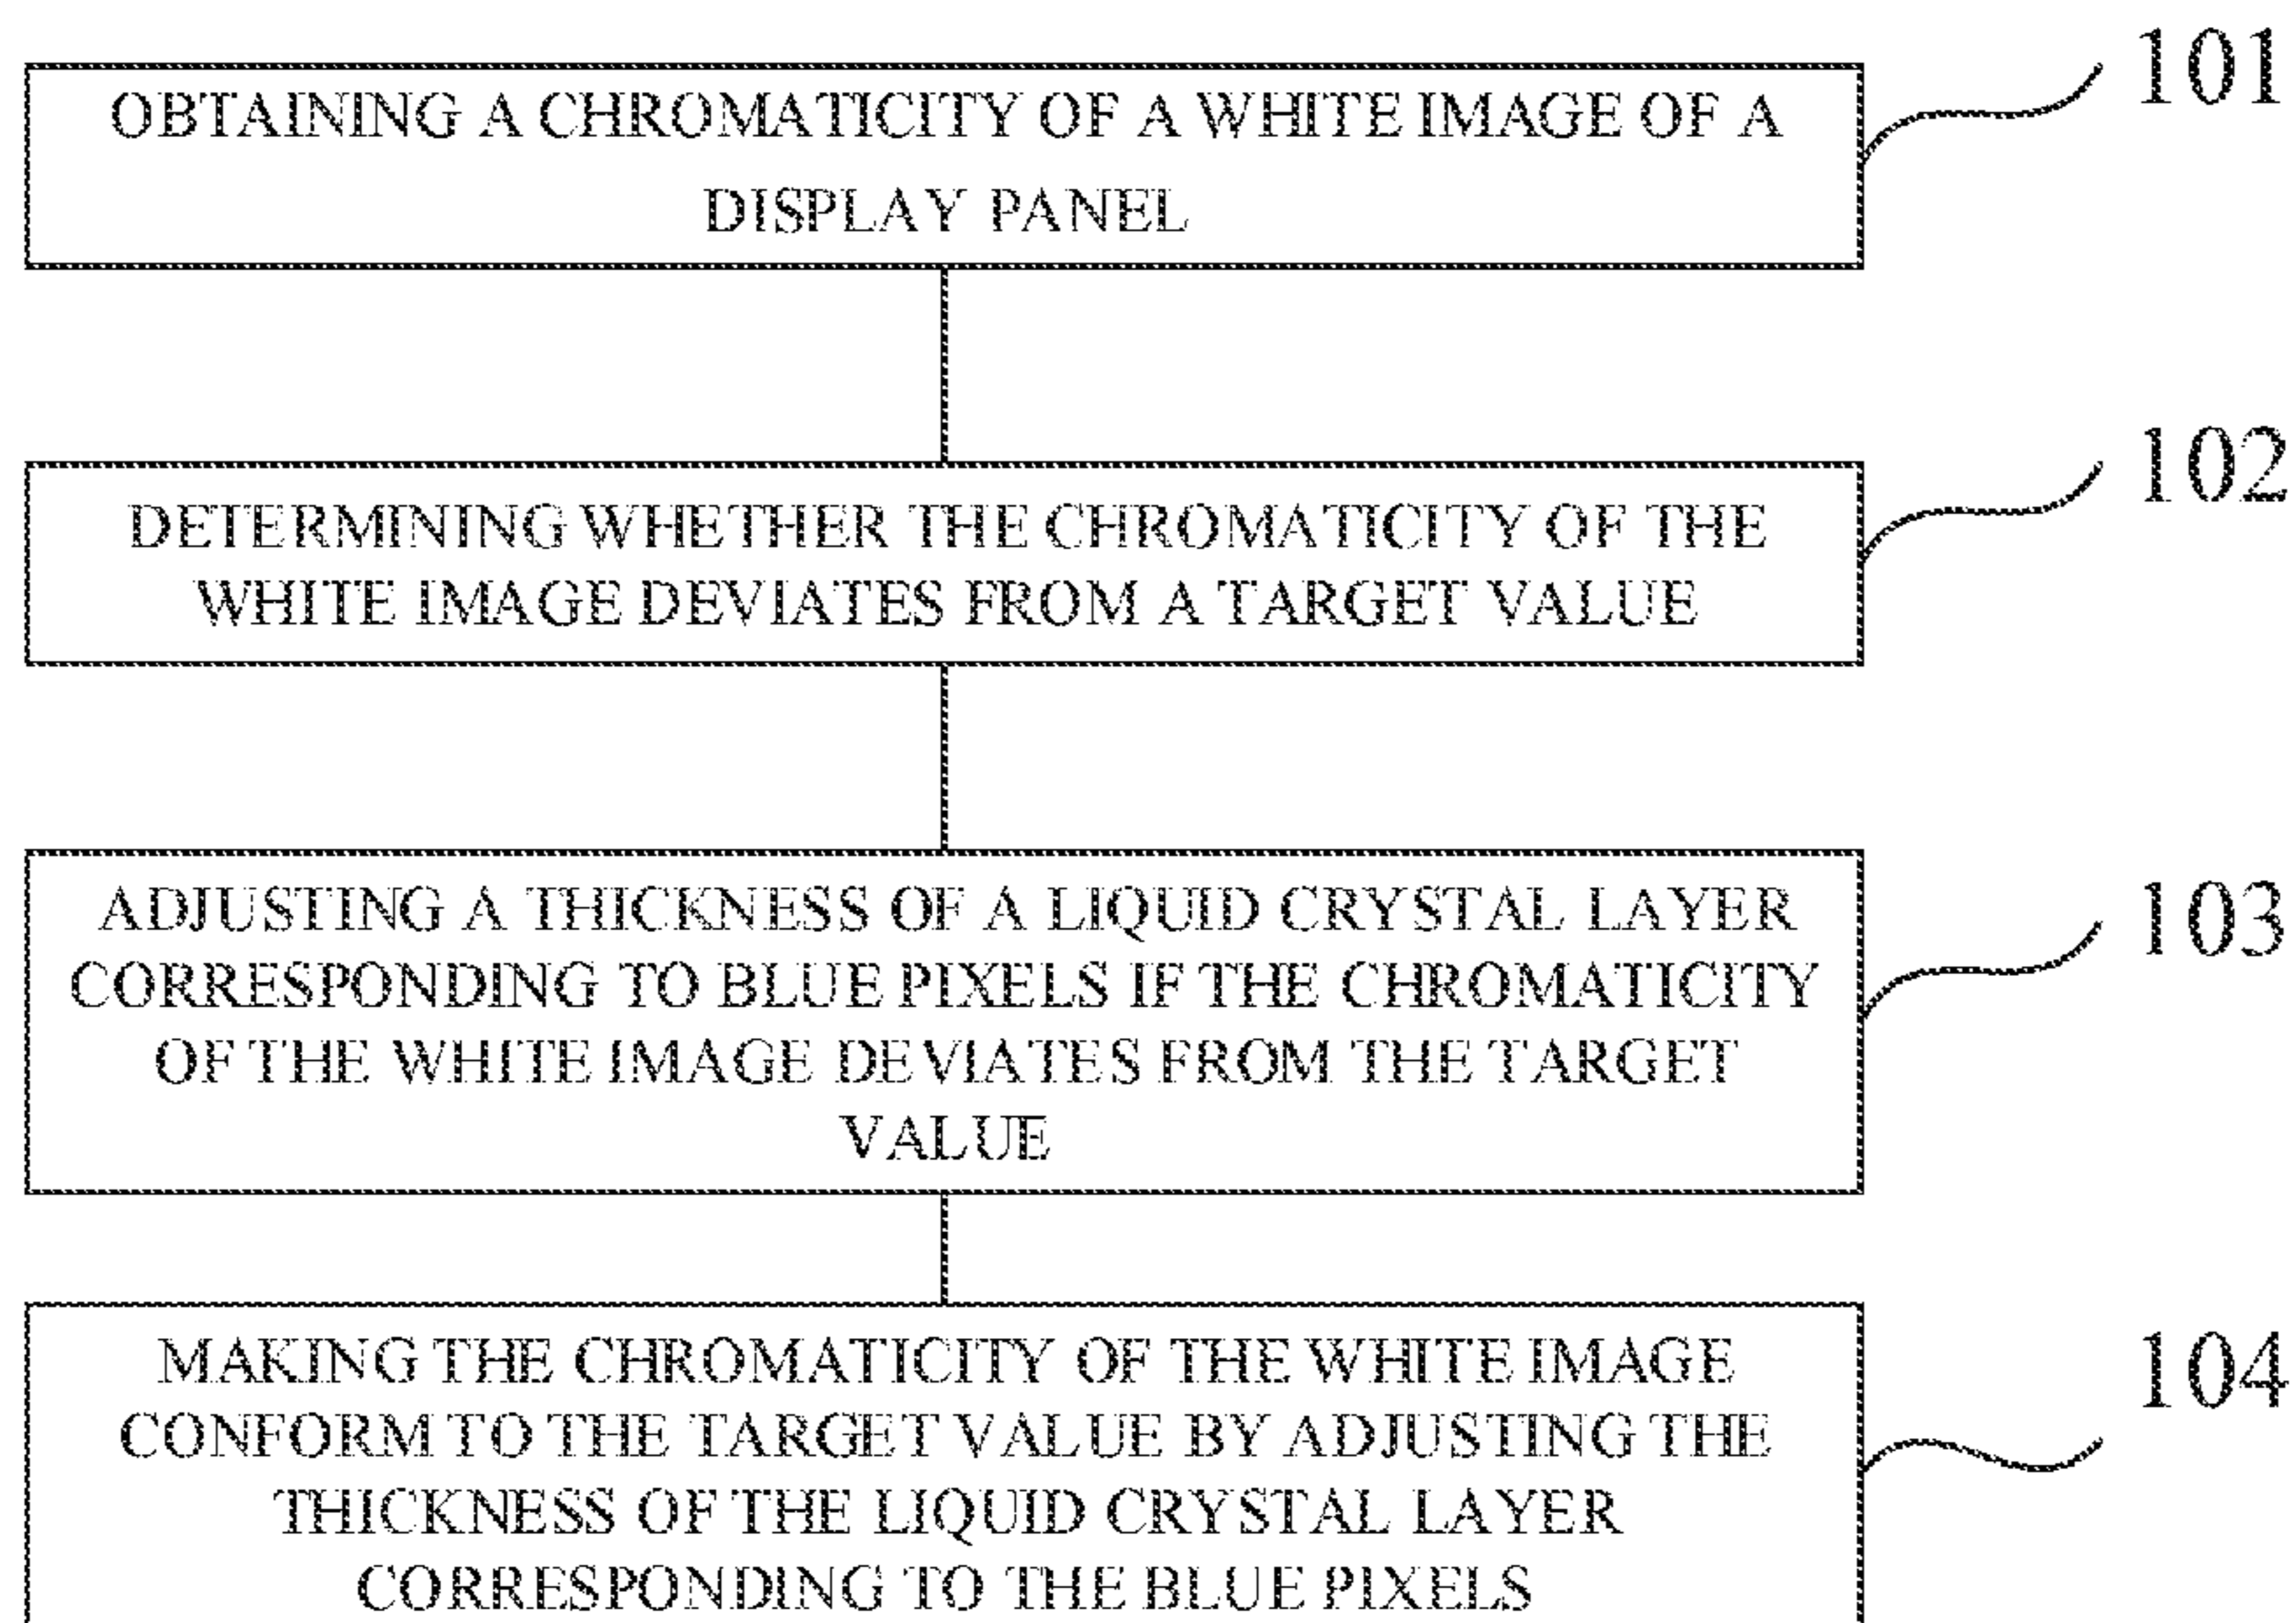 OBTAINING A CHROMATICITY OF A WHITE IMAGE OF A
DISPLAY PANEL
101
DETERMINING WHETHER THE CHROMATICITY OF THE
WHITE IMAGE DEVIATES FROM A TARGET VALUE
102
ADJUSTING A THICKNESS OF A LIQUID CRYSTAL LAYER
CORRESPONDING TO BLUE PIXELS IF THE CHROMATICITY
OF THE WHITE IMAGE DEVIATES FROM THE TARGET
VALUE
103
MAKING THE CHROMATICITY OF THE WHITE IMAGE
CONFORM TO THE TARGET VALUE BY ADJUSTING THE
THICKNESS OF THE LIQUID CRYSTAL LAYER
CORRESPONDING TO THE BLUE PIXELS
104